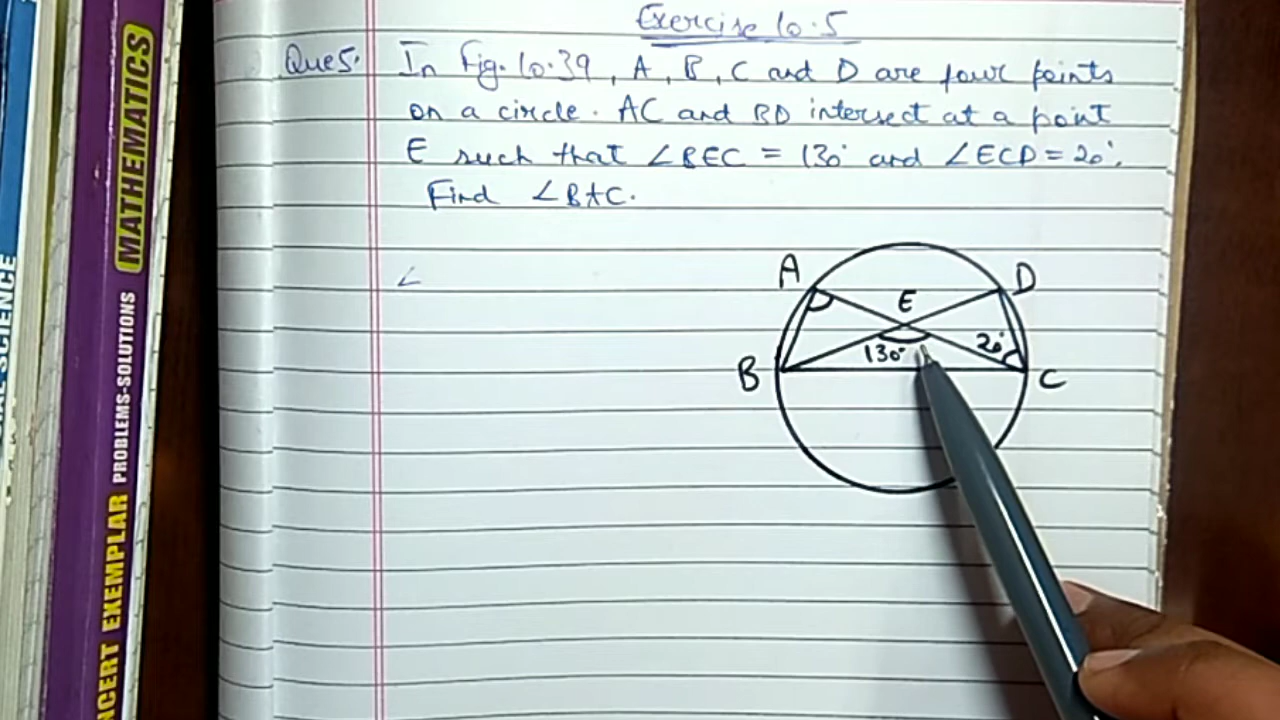 Exercise 10.5
Que5. In Fig. 10.39, A, B, C and D are four points
on a circle. AC and BD intersect at a point
E such that ∠BEC = 130° and ∠ECD = 20°.
Find ∠BAC.
∠
A
D
E
130°
20°
B
C
MATHEMATICS
PROBLEMS-SOLUTIONS
NCERT EXEMPLAR
SCIENCE